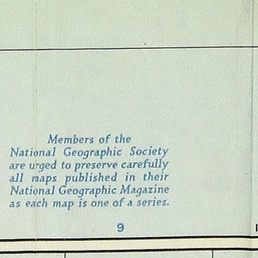 Members of the
National Geographic Society
are urged to preserve carefully
all maps published in their
National Geographic Magazine
as each map is one of a series.
9